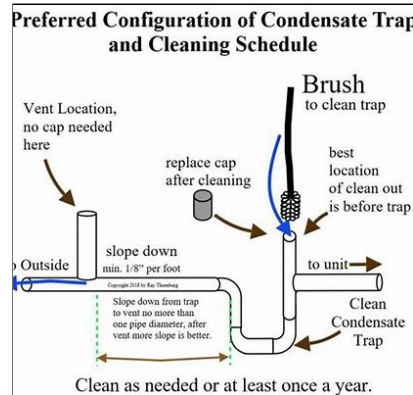 Preferred Configuration of Condensate Trap
and Cleaning Schedule
Brush
to clean trap
Vent Location,
no cap needed
here
replace cap
after cleaning
best
location
of clean out
is before trap
Outside
slope down
min. 1/8" per foot
to unit
Copyright 2018 by Ray Thornburg
Slope down from trap
to vent no more than
one pipe diameter, after
vent more slope is better.
Clean
Condensate
Trap
Clean as needed or at least once a year.